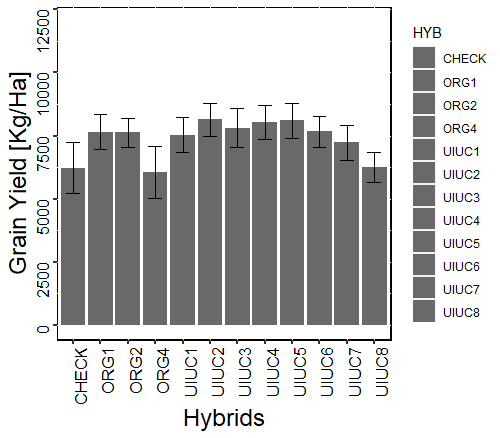 12500
10000
7500
5000
2500
0
Grain Yield [Kg/Ha]
CHECK
ORG1
ORG2
ORG4
UIUC1
UIUC2
UIUC3
UIUC4
UIUC5
UIUC6
UIUC7
UIUC8
Hybrids
HYB
CHECK
ORG1
ORG2
ORG4
UIUC1
UIUC2
UIUC3
UIUC4
UIUC5
UIUC6
UIUC7
UIUC8